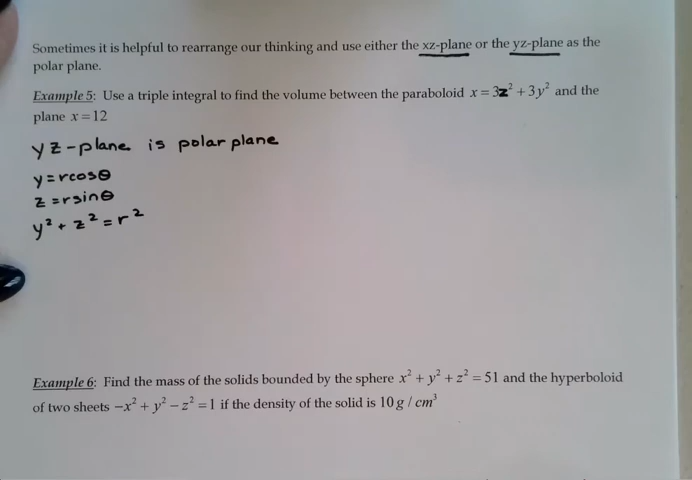 Sometimes it is helpful to rearrange our thinking and use either the xz-plane or the yz-plane as the
polar plane.
Example 5: Use a triple integral to find the volume between the paraboloid x = 3z² + 3y² and the
plane x = 12
yz-plane is polar plane
y = rcosθ
z = rsinθ
y² + z² = r²
Example 6: Find the mass of the solids bounded by the sphere x² + y² + z² = 51 and the hyperboloid
of two sheets −x² + y² − z² = 1 if the density of the solid is 10 g / cm³